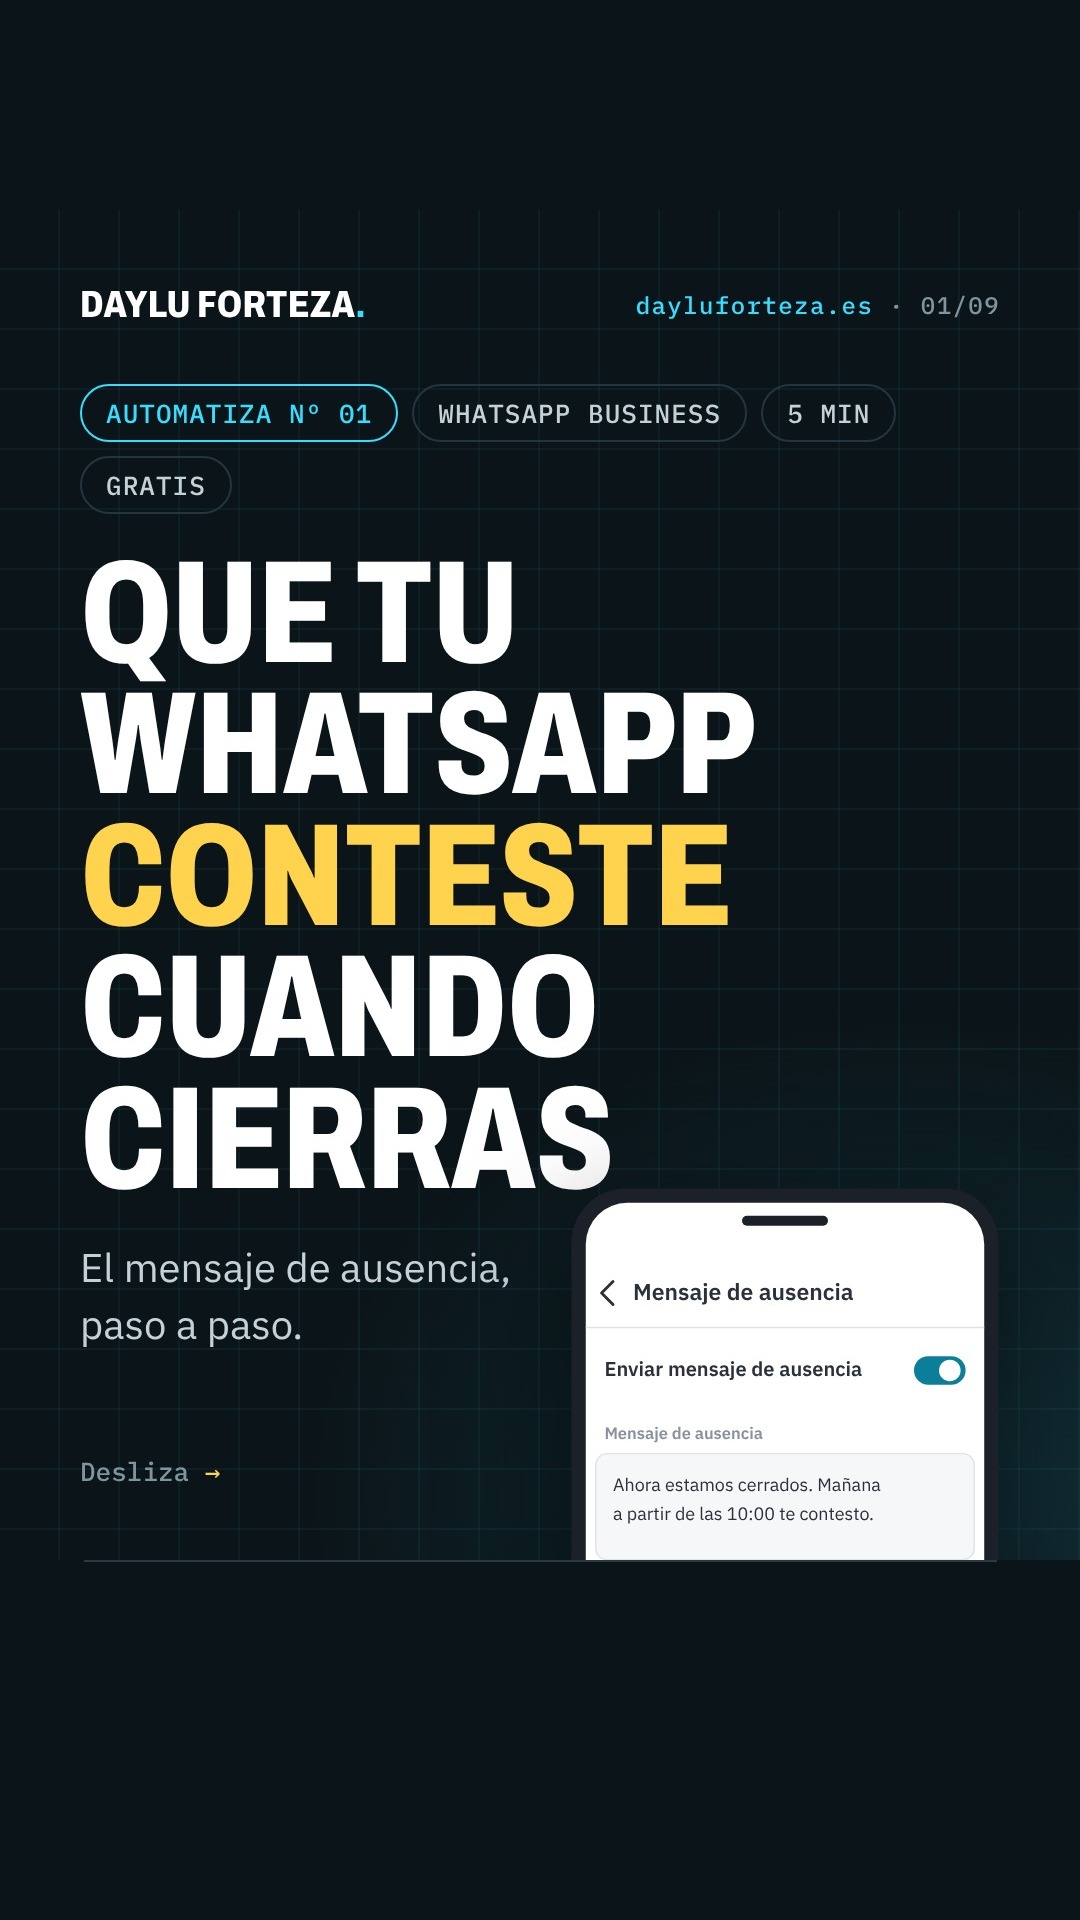 DAYLU FORTEZA.
dayluforteza.es · 01/09
AUTOMATIZA Nº 01
WHATSAPP BUSINESS
5 MIN
GRATIS
QUE TU
WHATSAPP
CONTESTE
CUANDO
CIERRAS
El mensaje de ausencia,
paso a paso.
Desliza →
Mensaje de ausencia
Enviar mensaje de ausencia
Mensaje de ausencia
Ahora estamos cerrados. Mañana
a partir de las 10:00 te contesto.